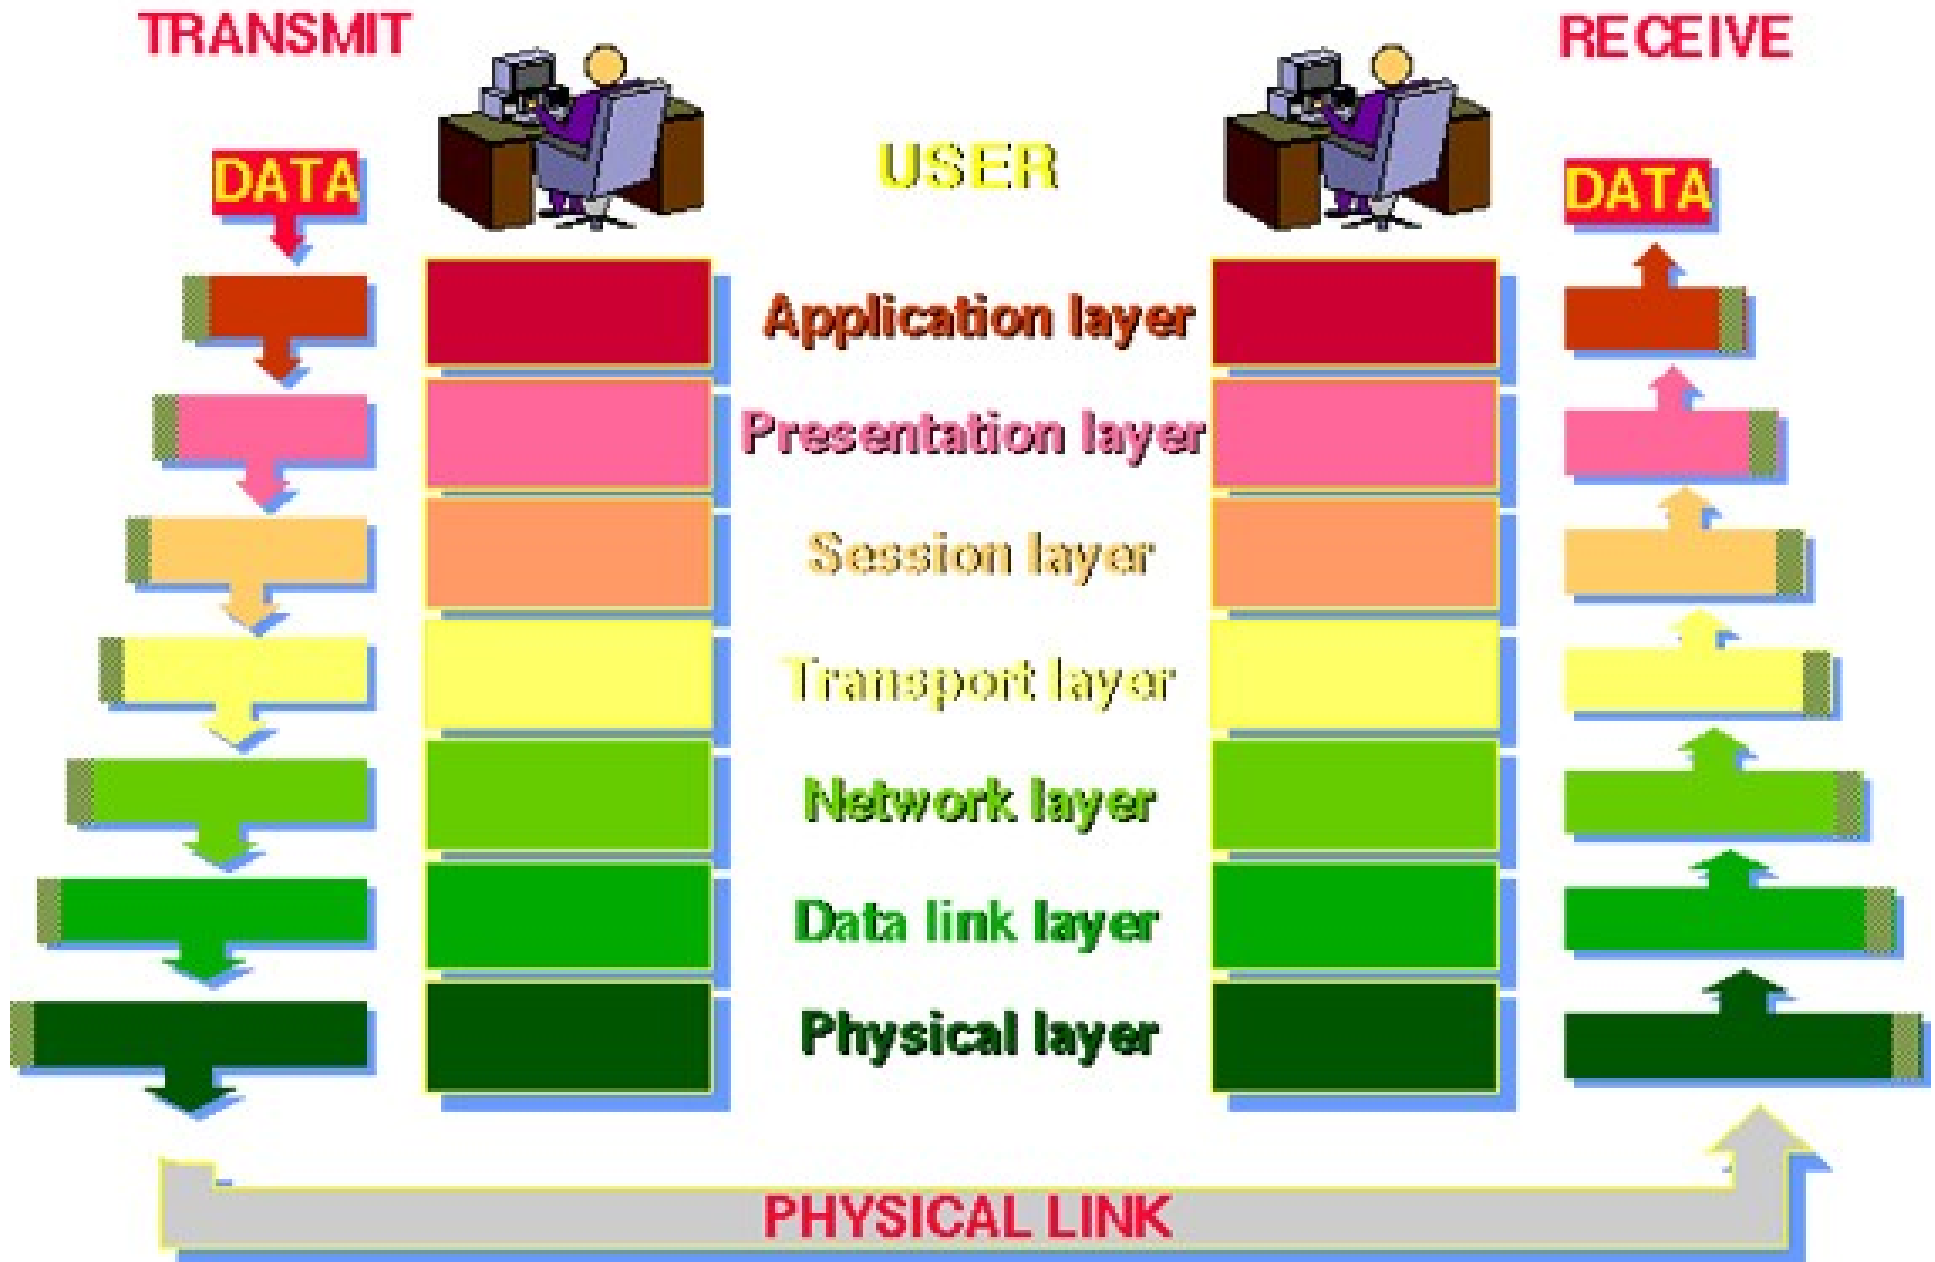 TRANSMIT
RECEIVE
USER
DATA
DATA
Application layer
Presentation layer
Session layer
Transport layer
Network layer
Data link layer
Physical layer
PHYSICAL LINK